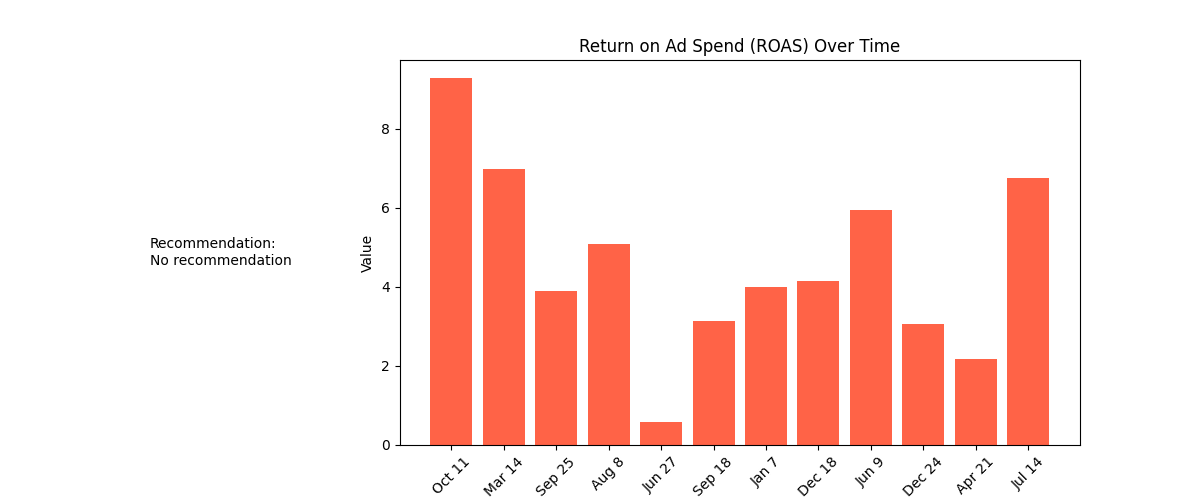 Return on Ad Spend (ROAS) Over Time
Recommendation:
No recommendation
Value
8
6
4
2
0
Oct 11
Mar 14
Sep 25
Aug 8
Jun 27
Sep 18
Jan 7
Dec 18
Jun 9
Dec 24
Apr 21
Jul 14